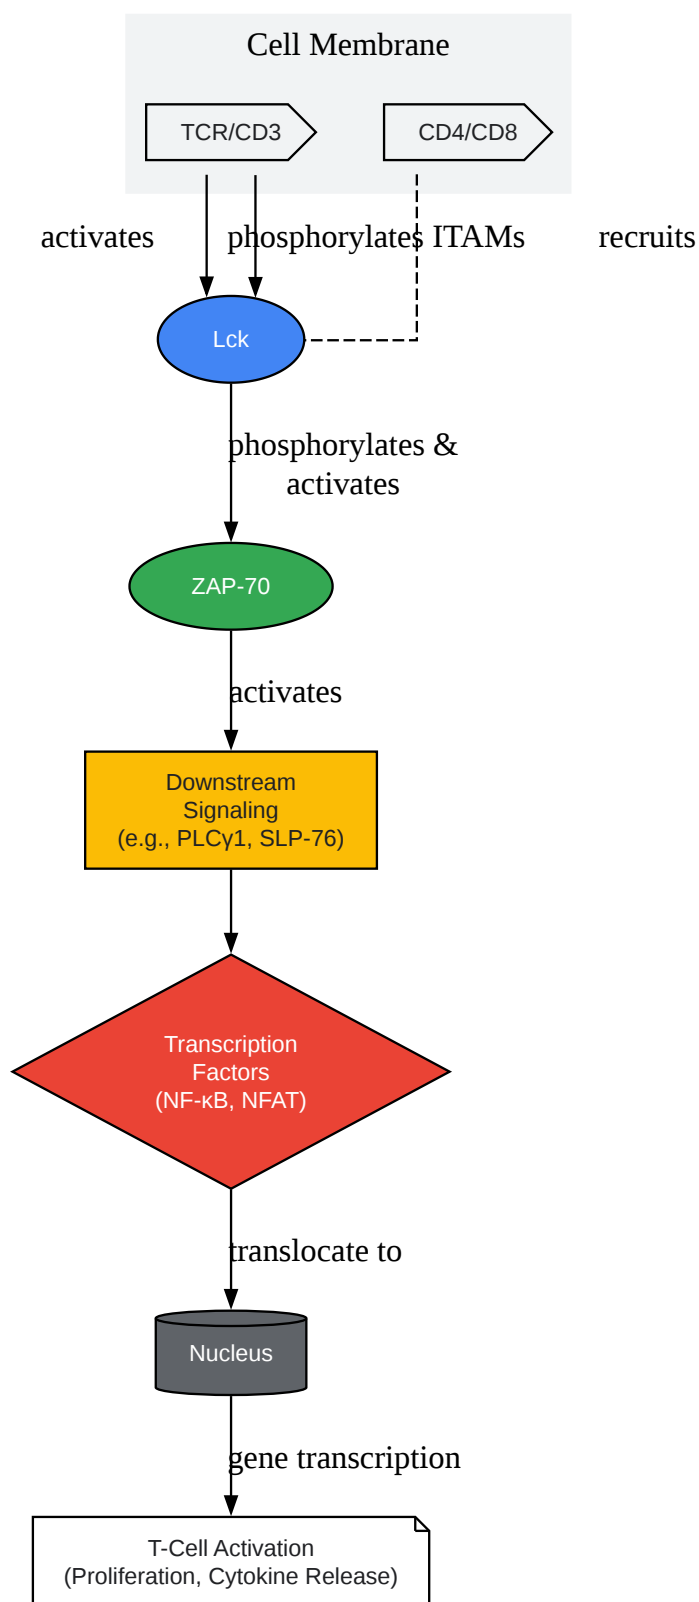 Cell Membrane
TCR/CD3
CD4/CD8
activates
phosphorylates ITAMs
recruits
Lck
phosphorylates &
activates
ZAP-70
activates
Downstream
Signaling
(e.g., PLCγ1, SLP-76)
Transcription
Factors
(NF-κB, NFAT)
translocate to
Nucleus
gene transcription
T-Cell Activation
(Proliferation, Cytokine Release)